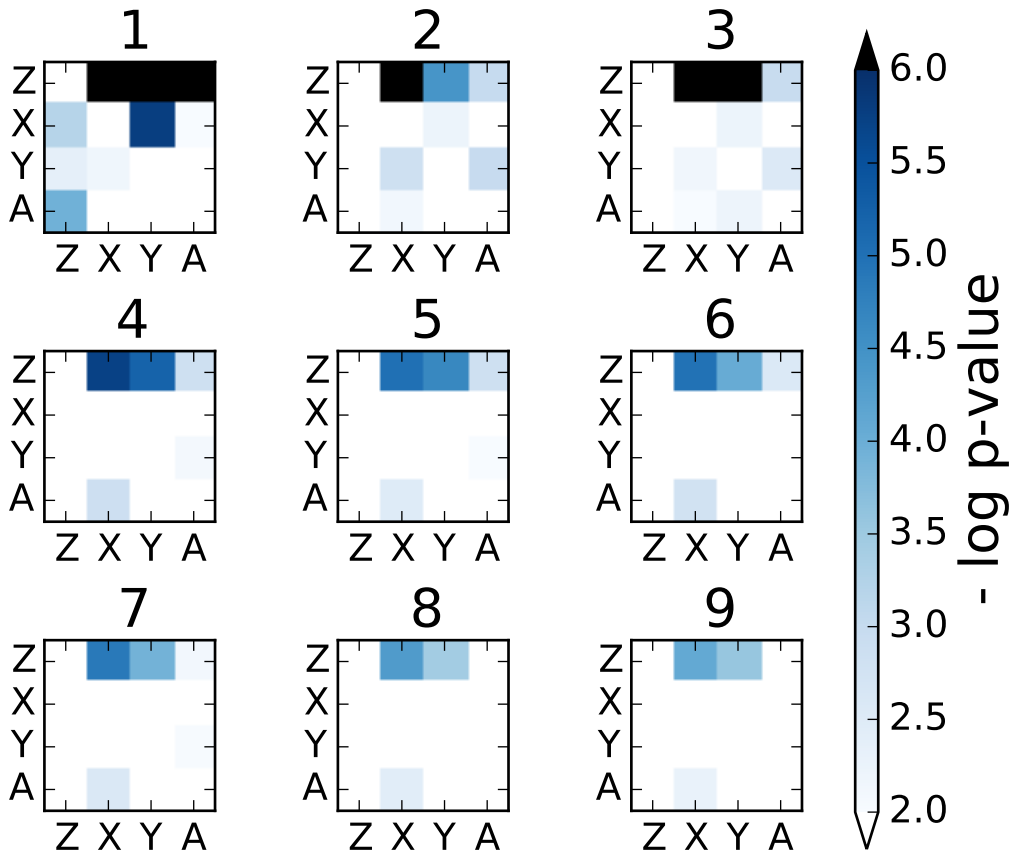 1 2 3
Z Z Z 6.0
X X X
Y Y Y 5.5
A A A
Z X Y A Z X Y A Z X Y A 5.0
4 5 6
Z Z Z 4.5
X X X
Y Y Y 4.0
A A A
Z X Y A Z X Y A Z X Y A 3.5
7 8 9
Z Z Z 3.0
X X X
Y Y Y 2.5
A A A 2.0
Z X Y A Z X Y A Z X Y A
- log p-value